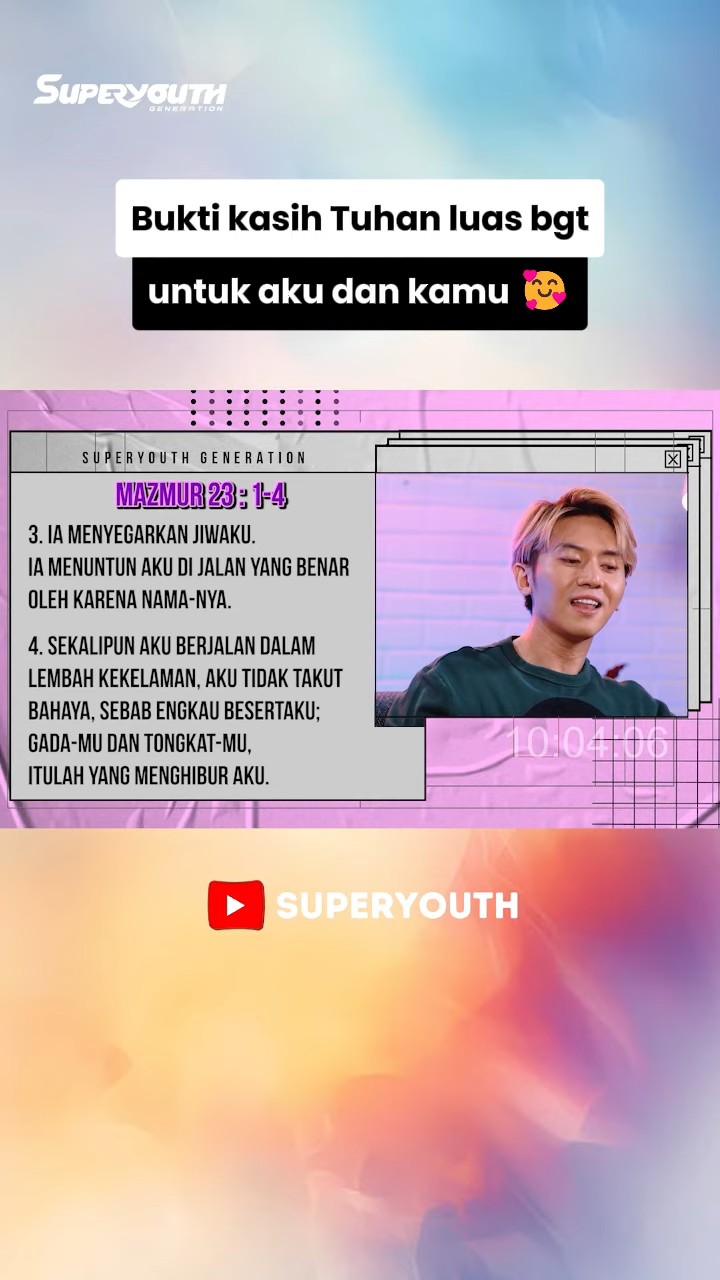 SUPERYOUTH
GENERATION
Bukti kasih Tuhan luas bgt
untuk aku dan kamu 🥰
SUPERYOUTH GENERATION
MAZMUR 23 : 1-4
3. IA MENYEGARKAN JIWAKU.
IA MENUNTUN AKU DI JALAN YANG BENAR
OLEH KARENA NAMA-NYA.
4. SEKALIPUN AKU BERJALAN DALAM
LEMBAH KEKELAMAN, AKU TIDAK TAKUT
BAHAYA, SEBAB ENGKAU BESERTAKU;
GADA-MU DAN TONGKAT-MU,
ITULAH YANG MENGHIBUR AKU.
10:04:06
SUPERYOUTH